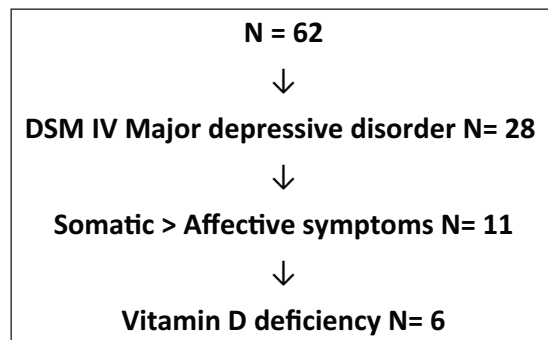 N = 62
↓
DSM IV Major depressive disorder N= 28
↓
Somatic > Affective symptoms N= 11
↓
Vitamin D deficiency N= 6